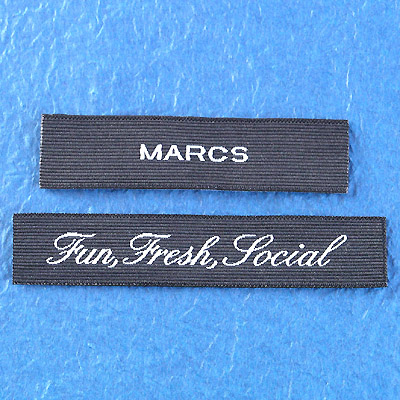 MARCS
Fun, Fresh, Social